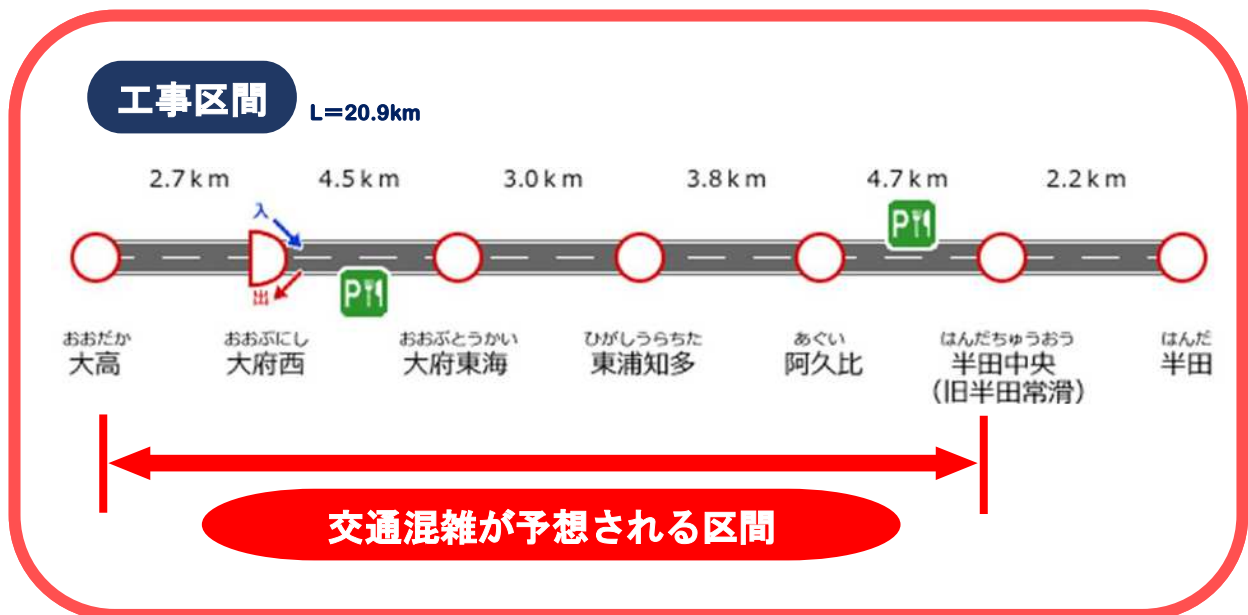 工事区間
L=20.9km
2.7km 4.5km 3.0km 3.8km 4.7km 2.2km
入
P
出
P
おおだか おおぶにし おおぶとうかい ひがしうらちた あぐい はんだちゅうおう はんだ
大高 大府西 大府東海 東浦知多 阿久比 半田中央 半田
(旧半田常滑)
交通混雑が予想される区間